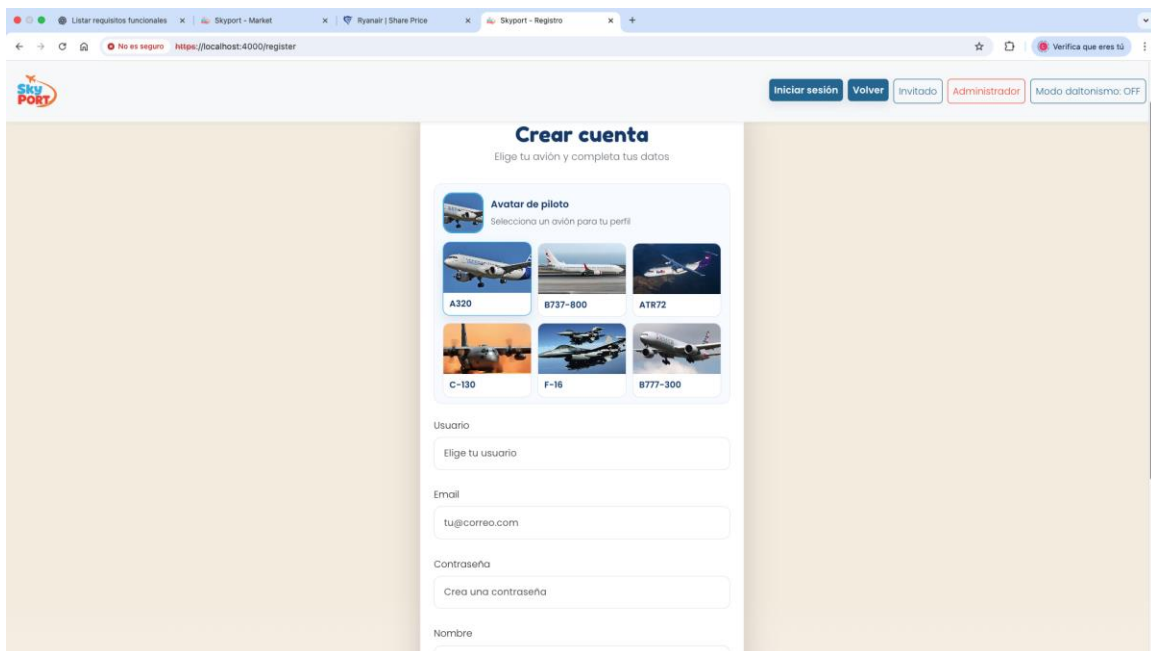 Listar requisitos funcionales
Skyport - Market
Ryanair | Share Price
Skyport - Registro
No es seguro
https://localhost:4000/register
Verifica que eres tú
Sky
PORT
Iniciar sesión
Volver
Invitado
Administrador
Modo daltonismo: OFF
Crear cuenta
Elige tu avión y completa tus datos
Avatar de piloto
Selecciona un avión para tu perfil
A320
B737-800
ATR72
C-130
F-16
B777-300
Usuario
Elige tu usuario
Email
tu@correo.com
Contraseña
Crea una contraseña
Nombre